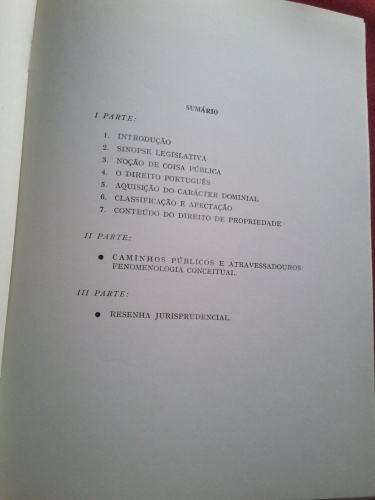 SUMÁRIO
I PARTE:
1. INTRODUÇÃO
2. SINOPSE LEGISLATIVA
3. NOÇÃO DE COISA PÚBLICA
4. O DIREITO PORTUGUÊS
5. AQUISIÇÃO DO CARÁCTER DOMINIAL
6. CLASSIFICAÇÃO E AFECTAÇÃO
7. CONTEÚDO DO DIREITO DE PROPRIEDADE
II PARTE:
● CAMINHOS PÚBLICOS E ATRAVESSADOUROS:
FENOMENOLOGIA CONCEITUAL.
III PARTE:
● RESENHA JURISPRUDENCIAL.